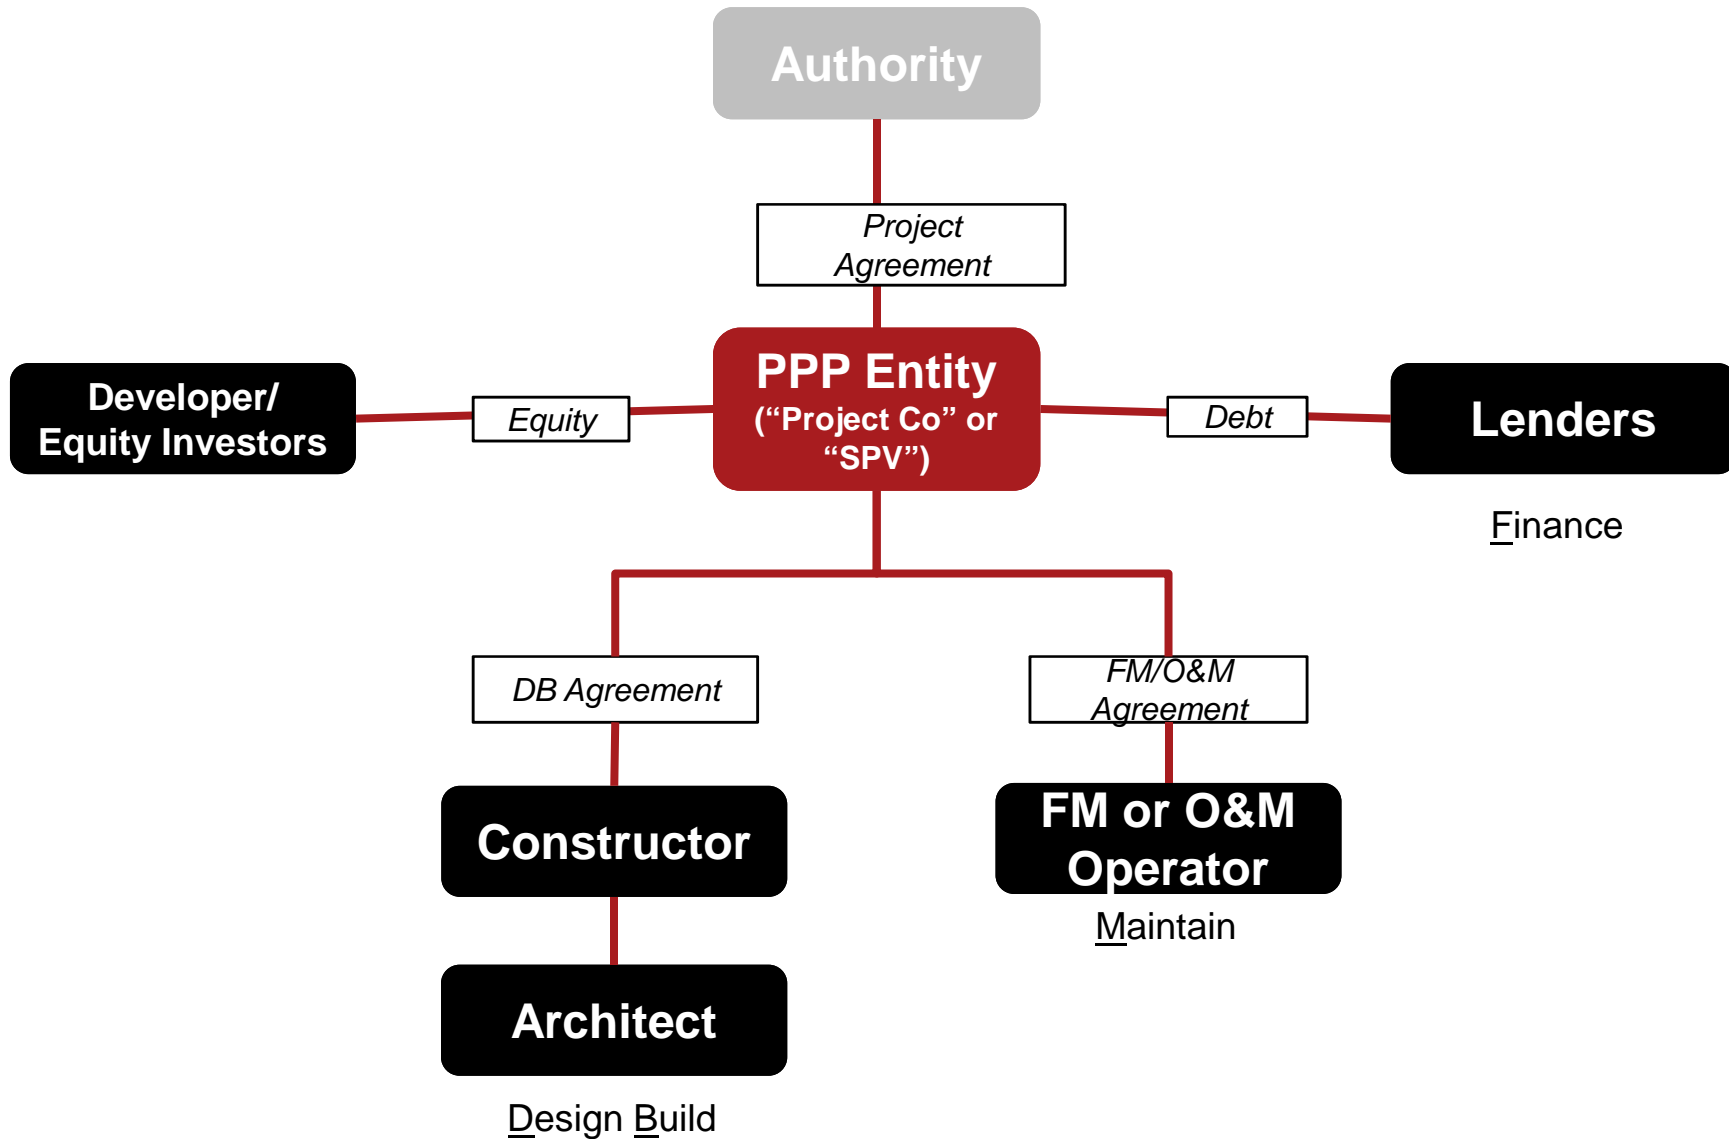 Authority
Project
Agreement
PPP Entity
(“Project Co” or
“SPV”)
Developer/
Equity Investors
Equity
Debt
Lenders
Finance
DB Agreement
FM/O&M
Agreement
Constructor
FM or O&M
Operator
Maintain
Architect
Design Build